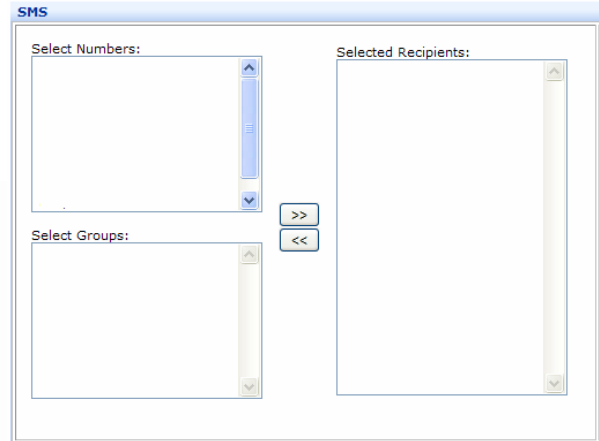 SMS
Select Numbers:
Selected Recipients:
>>
<<
Select Groups: